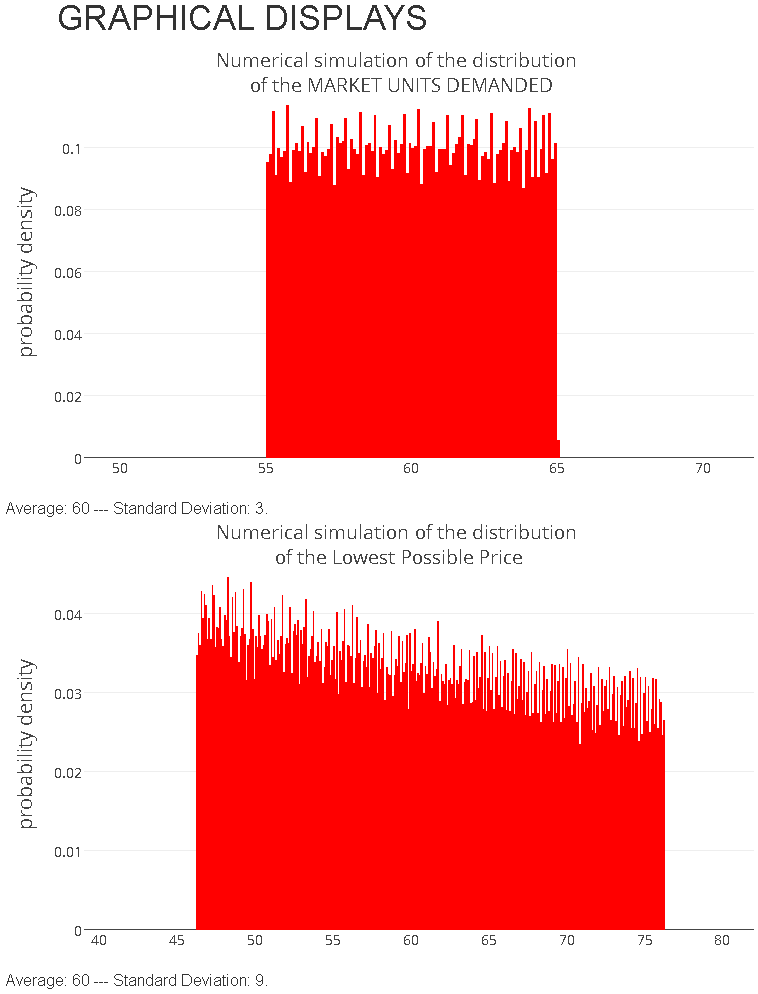 GRAPHICAL DISPLAYS
Numerical simulation of the distribution
of the MARKET UNITS DEMANDED
probability density
0.1
0.08
0.06
0.04
0.02
0
50 55 60 65 70
Average: 60 --- Standard Deviation: 3.
Numerical simulation of the distribution
of the Lowest Possible Price
probability density
0.04
0.03
0.02
0.01
0
40 45 50 55 60 65 70 75 80
Average: 60 --- Standard Deviation: 9.